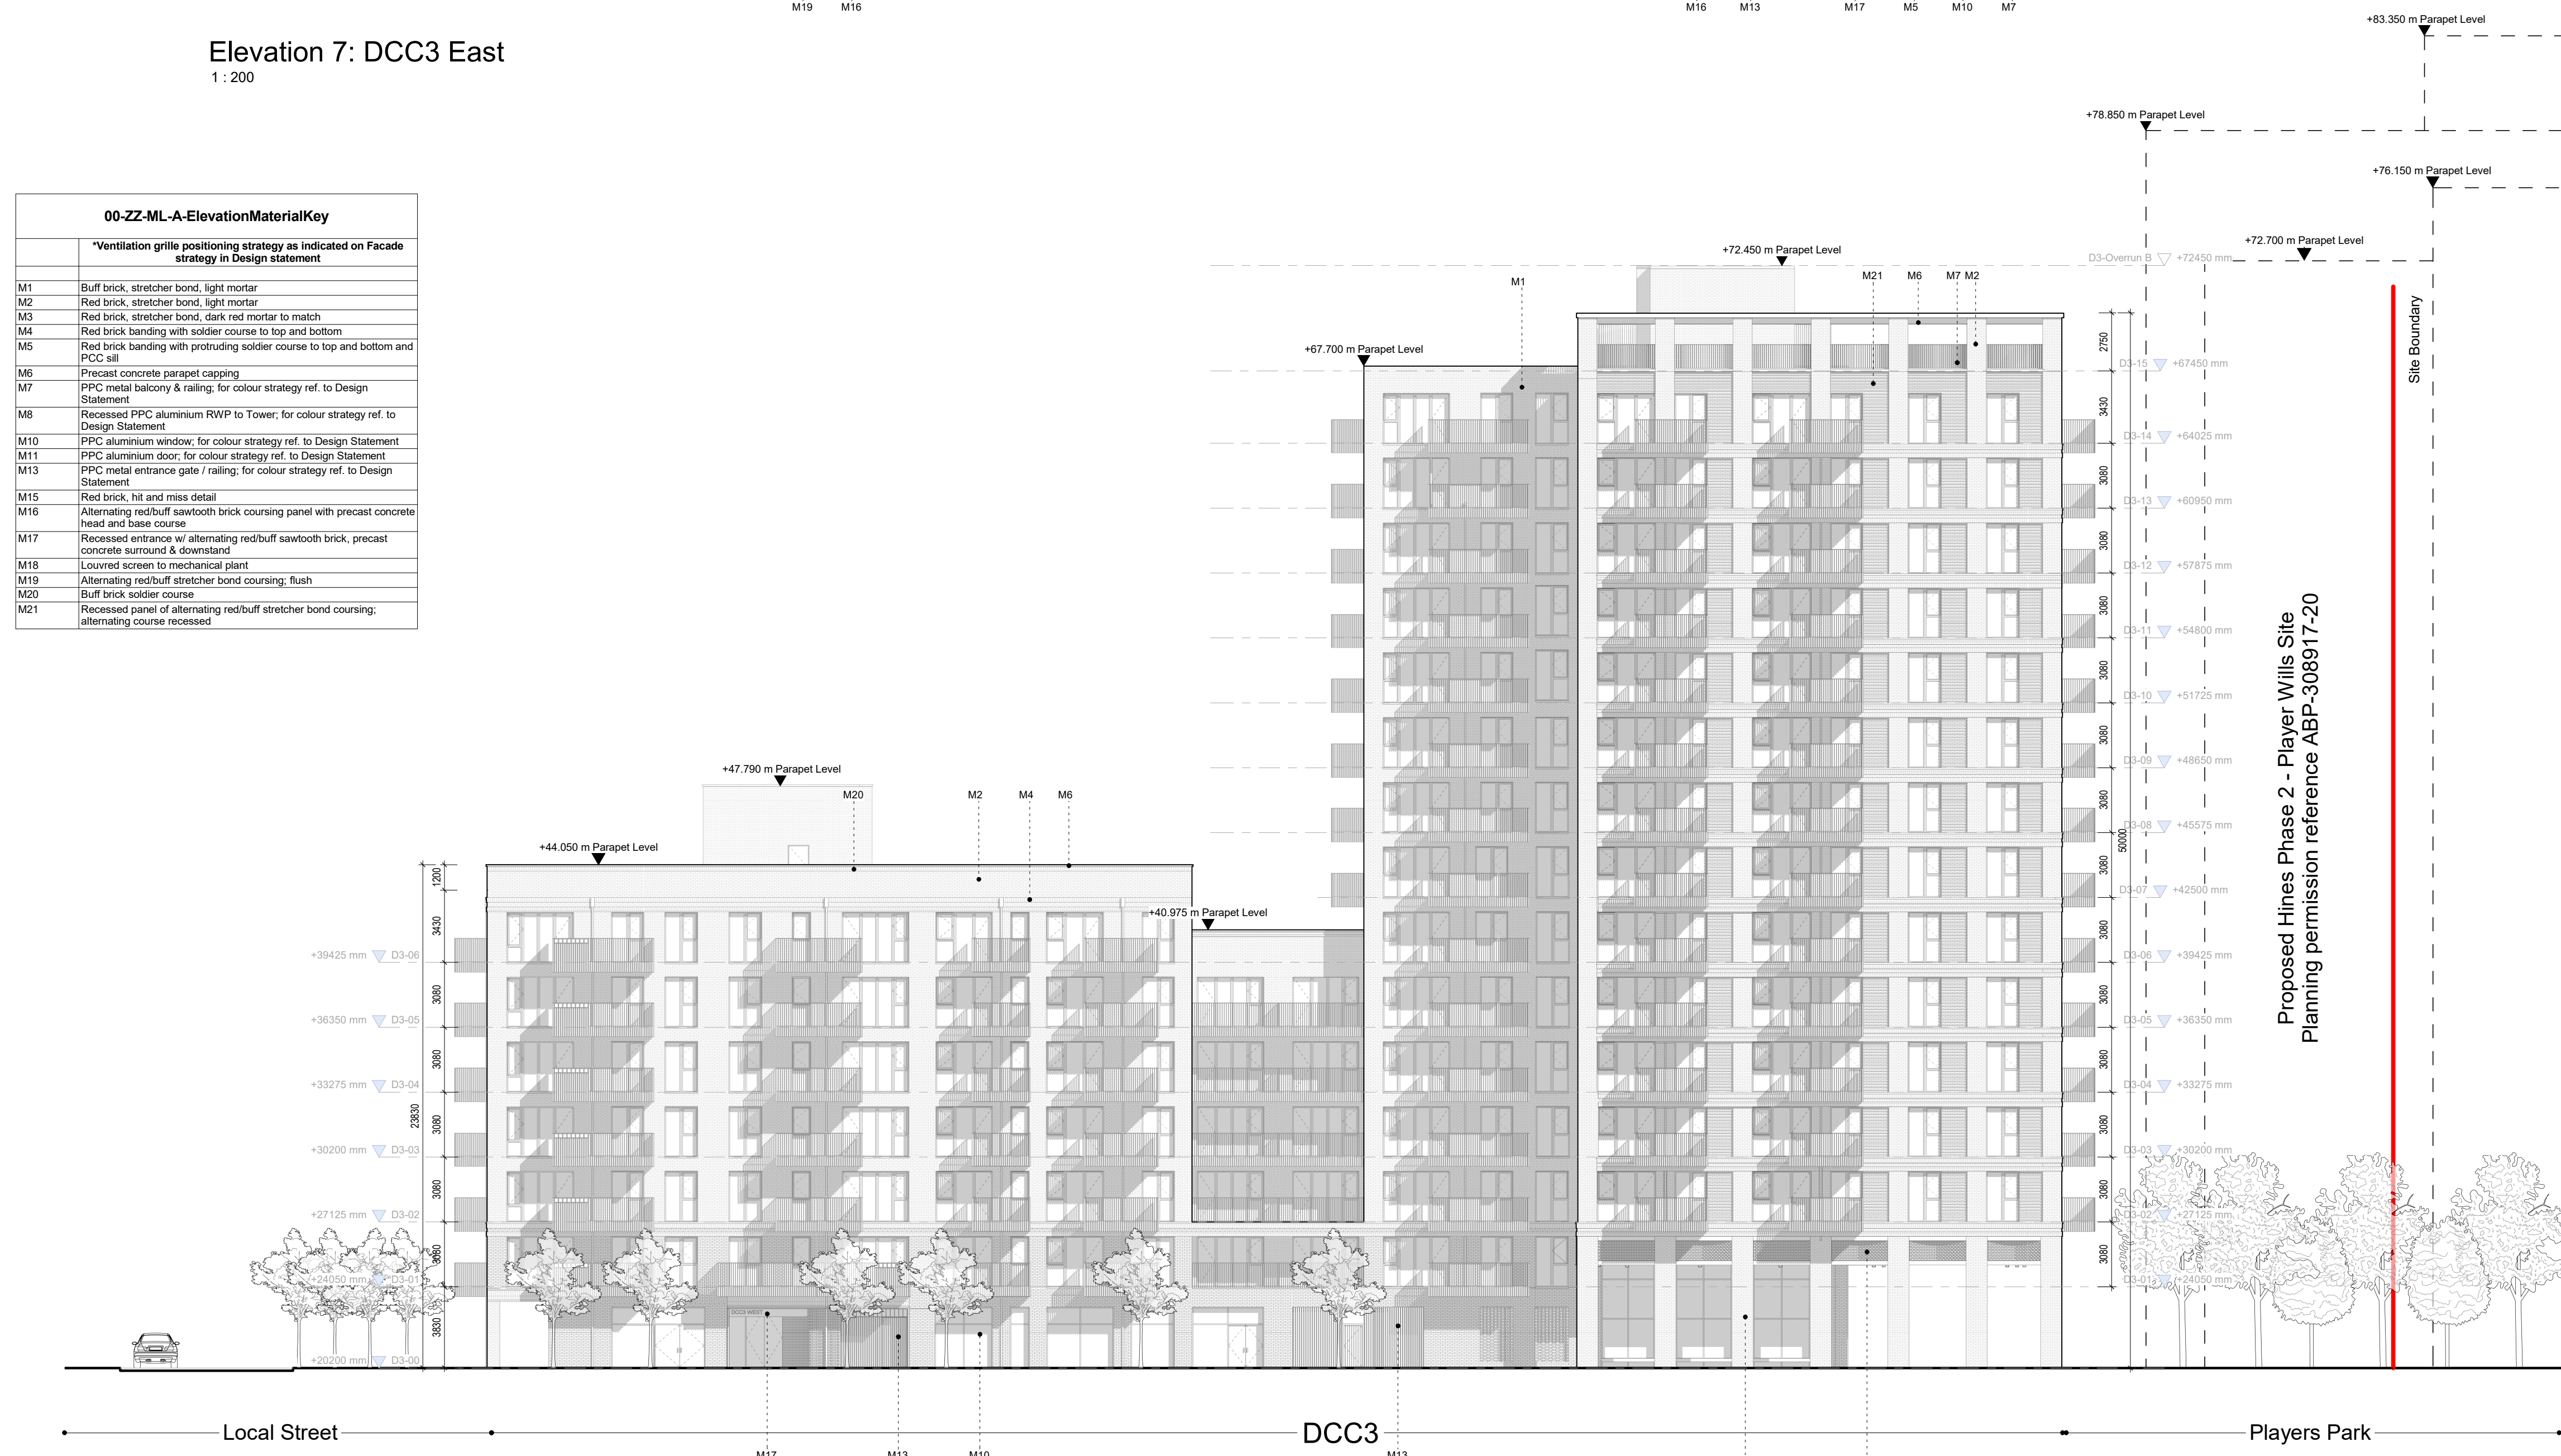 M19 M16 M16 M13 M17 M5 M10 M7
+83.350 m Parapet Level
Elevation 7: DCC3 East
1 : 200
+78.850 m Parapet Level
+76.150 m Parapet Level
00-ZZ-ML-A-ElevationMaterialKey
*Ventilation grille positioning strategy as indicated on Facade
strategy in Design statement
M1 Buff brick, stretcher bond, light mortar
M2 Red brick, stretcher bond, light mortar
M3 Red brick, stretcher bond, dark red mortar to match
M4 Red brick banding with soldier course to top and bottom
M5 Red brick banding with protruding soldier course to top and bottom and
PCC sill
M6 Precast concrete parapet capping
M7 PPC metal balcony & railing; for colour strategy ref. to Design
Statement
M8 Recessed PPC aluminium RWP to Tower; for colour strategy ref. to
Design Statement
M10 PPC aluminium window; for colour strategy ref. to Design Statement
M11 PPC aluminium door; for colour strategy ref. to Design Statement
M13 PPC metal entrance gate / railing; for colour strategy ref. to Design
Statement
M15 Red brick, hit and miss detail
M16 Alternating red/buff sawtooth brick coursing panel with precast concrete
head and base course
M17 Recessed entrance w/ alternating red/buff sawtooth brick, precast
concrete surround & downstand
M18 Louvred screen to mechanical plant
M19 Alternating red/buff stretcher bond coursing; flush
M20 Buff brick soldier course
M21 Recessed panel of alternating red/buff stretcher bond coursing;
alternating course recessed
+72.700 m Parapet Level
+72.450 m Parapet Level
D3-Overrun B +72450 mm
M1
M21 M6 M7 M2
+67.700 m Parapet Level
Site Boundary
2750
D3-15 +67450 mm
3430
D3-14 +64025 mm
3080
D3-13 +60950 mm
3080
D3-12 +57875 mm
3080
D3-11 +54800 mm
3080
D3-10 +51725 mm
3080
D3-09 +48650 mm
3080
D3-08 +45575 mm
50000
3080
D3-07 +42500 mm
3080
D3-06 +39425 mm
3080
D3-05 +36350 mm
3080
D3-04 +33275 mm
3080
D3-03 +30200 mm
3080
D3-02 +27125 mm
3080
D3-01 +24050 mm
Proposed Hines Phase 2 - Player Wills Site
Planning permission reference ABP-308917-20
+47.790 m Parapet Level
M20 M2 M4 M6
+44.050 m Parapet Level
+40.975 m Parapet Level
1200
3430
+39425 mm D3-06
3080
+36350 mm D3-05
3080
+33275 mm D3-04
23830
3080
+30200 mm D3-03
3080
+27125 mm D3-02
3080
+24050 mm D3-01
3830
+20200 mm D3-00
DCC3 WEST
Local Street
DCC3
Players Park
M17 M13 M10 M13